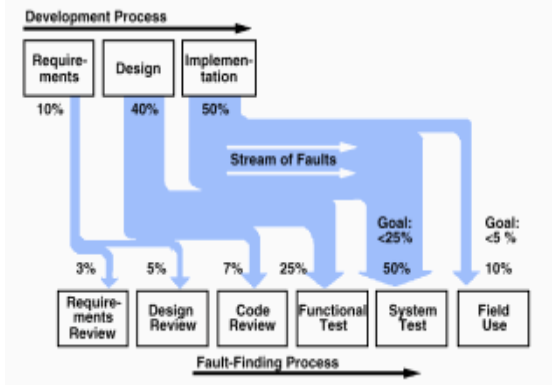 Development Process
Require-
ments
Design
Implemen-
tation
10%
40%
50%
Stream of Faults
Goal:
<25%
Goal:
<5 %
3%
5%
7%
25%
50%
10%
Require-
ments
Review
Design
Review
Code
Review
Functional
Test
System
Test
Field
Use
Fault-Finding Process